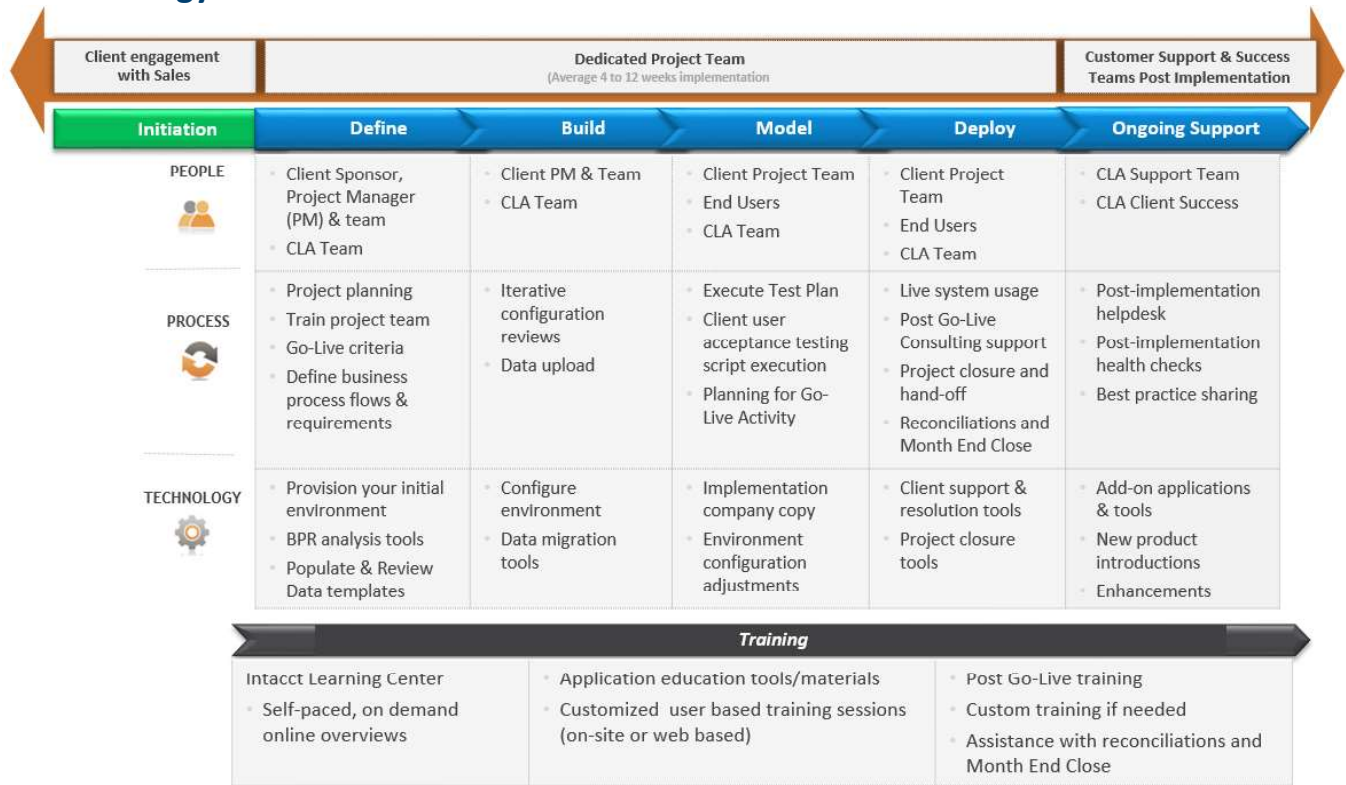 Client engagement
with Sales
Dedicated Project Team
(Average 4 to 12 weeks implementation
Customer Support & Success
Teams Post Implementation
Initiation
Define
Build
Model
Deploy
Ongoing Support
PEOPLE
Client Sponsor,
Project Manager
(PM) & team
CLA Team
Client PM & Team
CLA Team
Client Project Team
End Users
CLA Team
Client Project
Team
End Users
CLA Team
CLA Support Team
CLA Client Success
PROCESS
Project planning
Train project team
Go-Live criteria
Define business
process flows &
requirements
Iterative
configuration
reviews
Data upload
Execute Test Plan
Client user
acceptance testing
script execution
Planning for Go-
Live Activity
Live system usage
Post Go-Live
Consulting support
Project closure and
hand-off
Reconciliations and
Month End Close
Post-implementation
helpdesk
Post-implementation
health checks
Best practice sharing
TECHNOLOGY
Provision your initial
environment
BPR analysis tools
Populate & Review
Data templates
Configure
environment
Data migration
tools
Implementation
company copy
Environment
configuration
adjustments
Client support &
resolution tools
Project closure
tools
Add-on applications
& tools
New product
introductions
Enhancements
Training
Intacct Learning Center
Self-paced, on demand
online overviews
Application education tools/materials
Customized user based training sessions
(on-site or web based)
Post Go-Live training
Custom training if needed
Assistance with reconciliations and
Month End Close